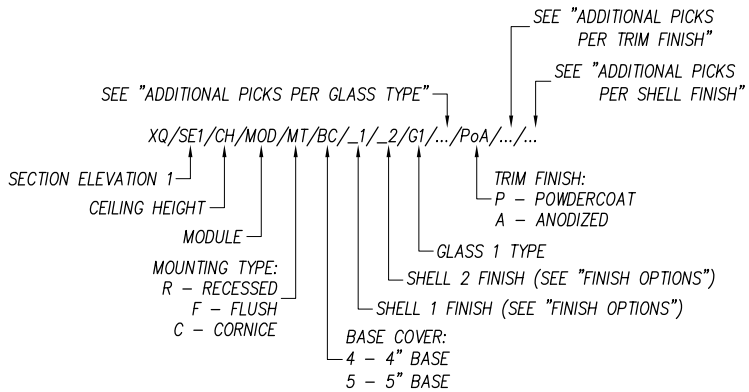 SEE "ADDITIONAL PICKS
PER TRIM FINISH"
SEE "ADDITIONAL PICKS
PER SHELL FINISH"
SEE "ADDITIONAL PICKS PER GLASS TYPE"
XQ/SE1/CH/MOD/MT/BC/_1/_2/G1/.../PoA/.../...
SECTION ELEVATION 1
CEILING HEIGHT
MODULE
MOUNTING TYPE:
R – RECESSED
F – FLUSH
C – CORNICE
BASE COVER:
4 – 4" BASE
5 – 5" BASE
SHELL 1 FINISH (SEE "FINISH OPTIONS")
SHELL 2 FINISH (SEE "FINISH OPTIONS")
GLASS 1 TYPE
TRIM FINISH:
P – POWDERCOAT
A – ANODIZED